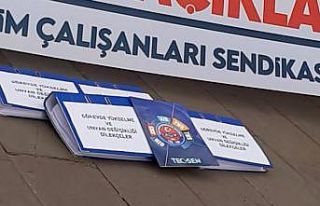 AÇIKLA
İM ÇALIŞANLARI SENDİKAS
GÖREVDE YÜKSELME
VE
UNVAN DEĞİŞİKLİĞİ
DİLEKÇELER
TEÇ-SEN
GÖREVDE YÜKSELME
VE
UNVAN DEĞİŞİKLİĞİ
DİLEKÇELER